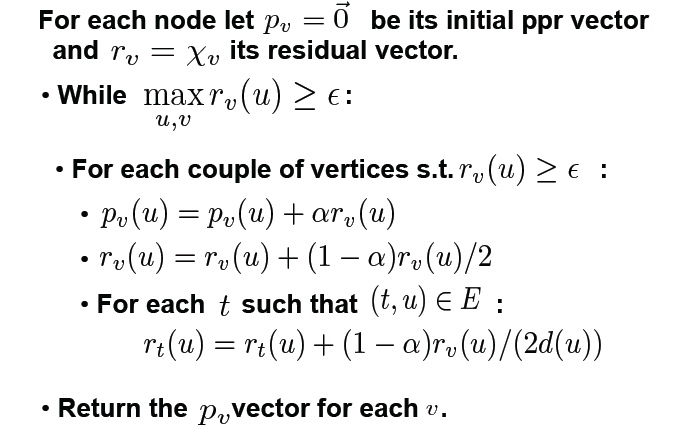 For each node let $p_v = \vec{0}$ be its initial ppr vector
and $r_v = \chi_v$ its residual vector.
• While $\max_{u,v} r_v(u) \geq \epsilon$:
• For each couple of vertices s.t. $r_v(u) \geq \epsilon$ :
• $p_v(u) = p_v(u) + \alpha r_v(u)$
• $r_v(u) = r_v(u) + (1 - \alpha) r_v(u)/2$
• For each $t$ such that $(t, u) \in E$ :
$r_t(u) = r_t(u) + (1 - \alpha) r_v(u)/(2d(u))$
• Return the $p_v$ vector for each $v$.